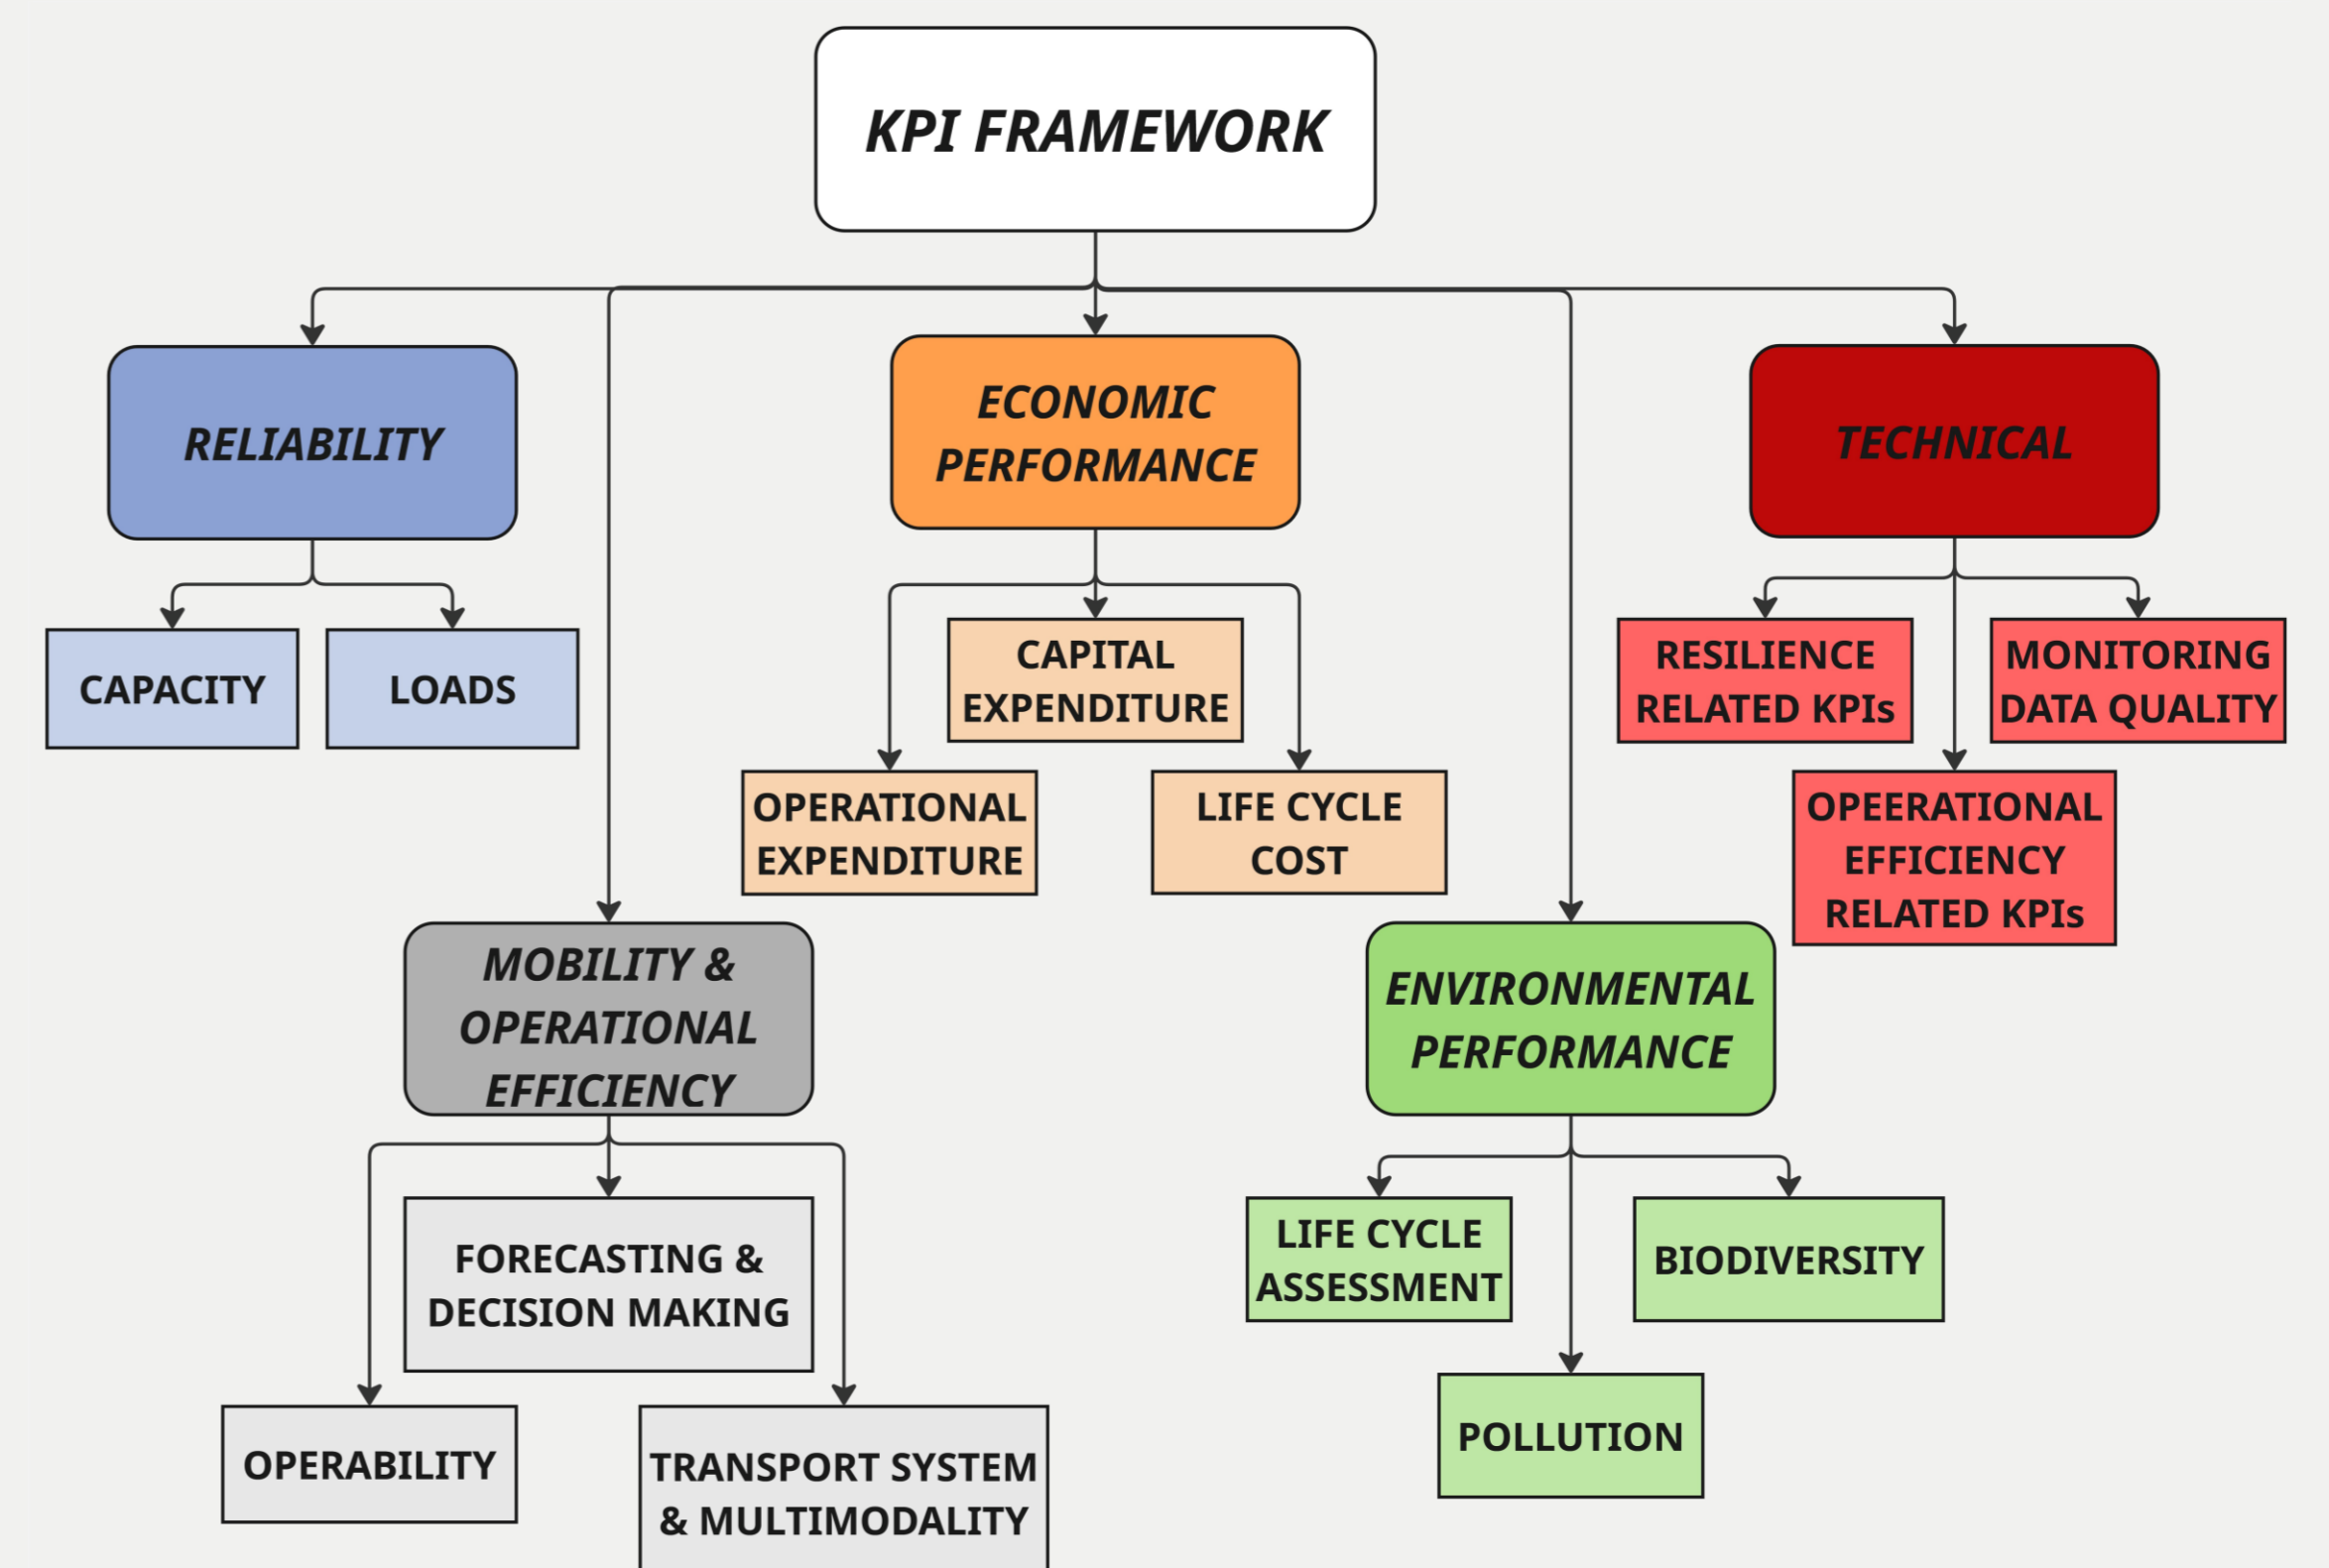 KPI FRAMEWORK
RELIABILITY
ECONOMIC
PERFORMANCE
TECHNICAL
CAPACITY
LOADS
CAPITAL
EXPENDITURE
OPERATIONAL
EXPENDITURE
LIFE CYCLE
COST
RESILIENCE
RELATED KPIs
MONITORING
DATA QUALITY
OPEERATIONAL
EFFICIENCY
RELATED KPIs
MOBILITY &
OPERATIONAL
EFFICIENCY
ENVIRONMENTAL
PERFORMANCE
FORECASTING &
DECISION MAKING
OPERABILITY
TRANSPORT SYSTEM
& MULTIMODALITY
LIFE CYCLE
ASSESSMENT
BIODIVERSITY
POLLUTION